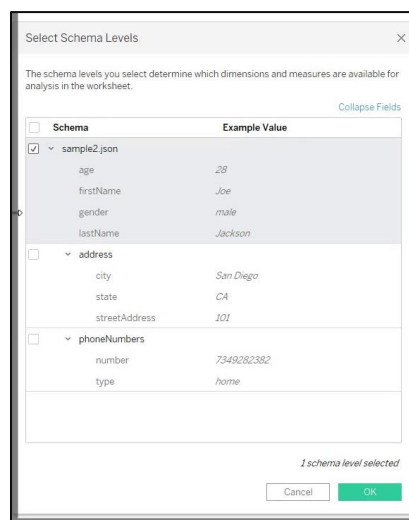 Select Schema Levels
The schema levels you select determine which dimensions and measures are available for
analysis in the worksheet.
Collapse Fields
Schema Example Value
sample2.json
age 28
firstName Joe
gender male
lastName Jackson
address
city San Diego
state CA
streetAddress 101
phoneNumbers
number 7349282382
type home
1 schema level selected
Cancel OK